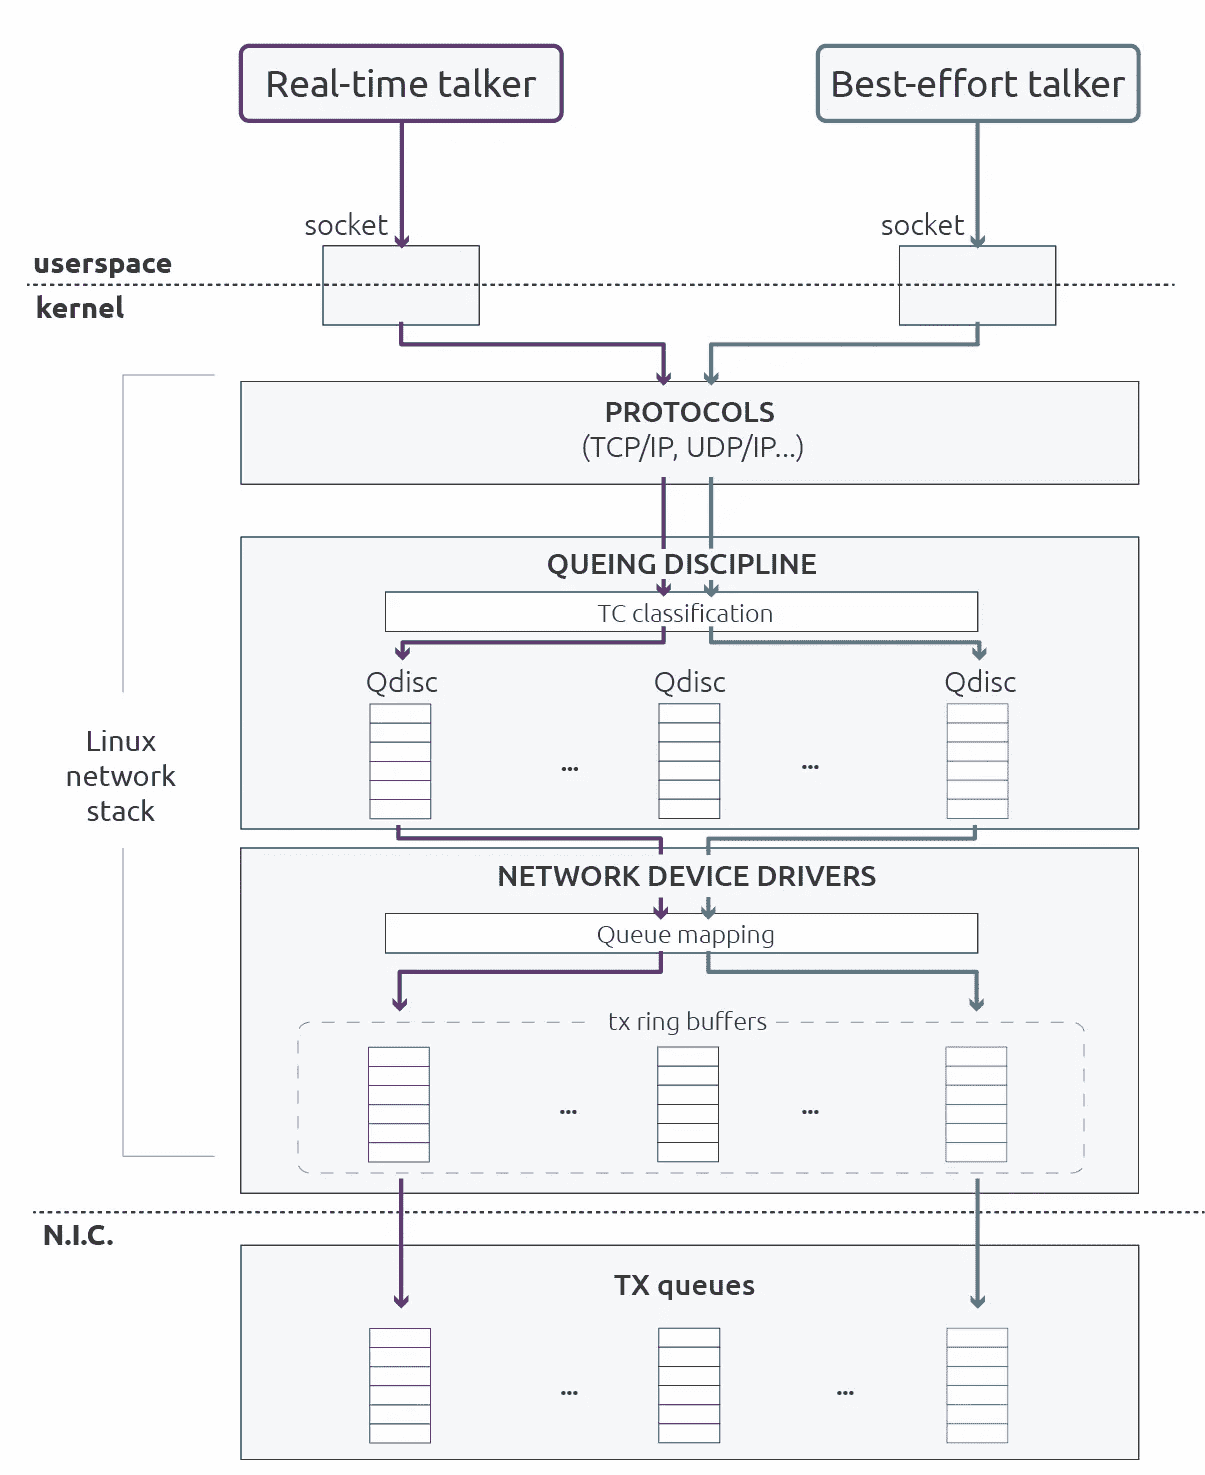 Real-time talker
Best-effort talker
socket
socket
userspace
kernel
PROTOCOLS
(TCP/IP, UDP/IP...)
QUEING DISCIPLINE
TC classification
Qdisc
Qdisc
Qdisc
...
...
Linux
network
stack
NETWORK DEVICE DRIVERS
Queue mapping
tx ring buffers
...
...
N.I.C.
TX queues
...
...